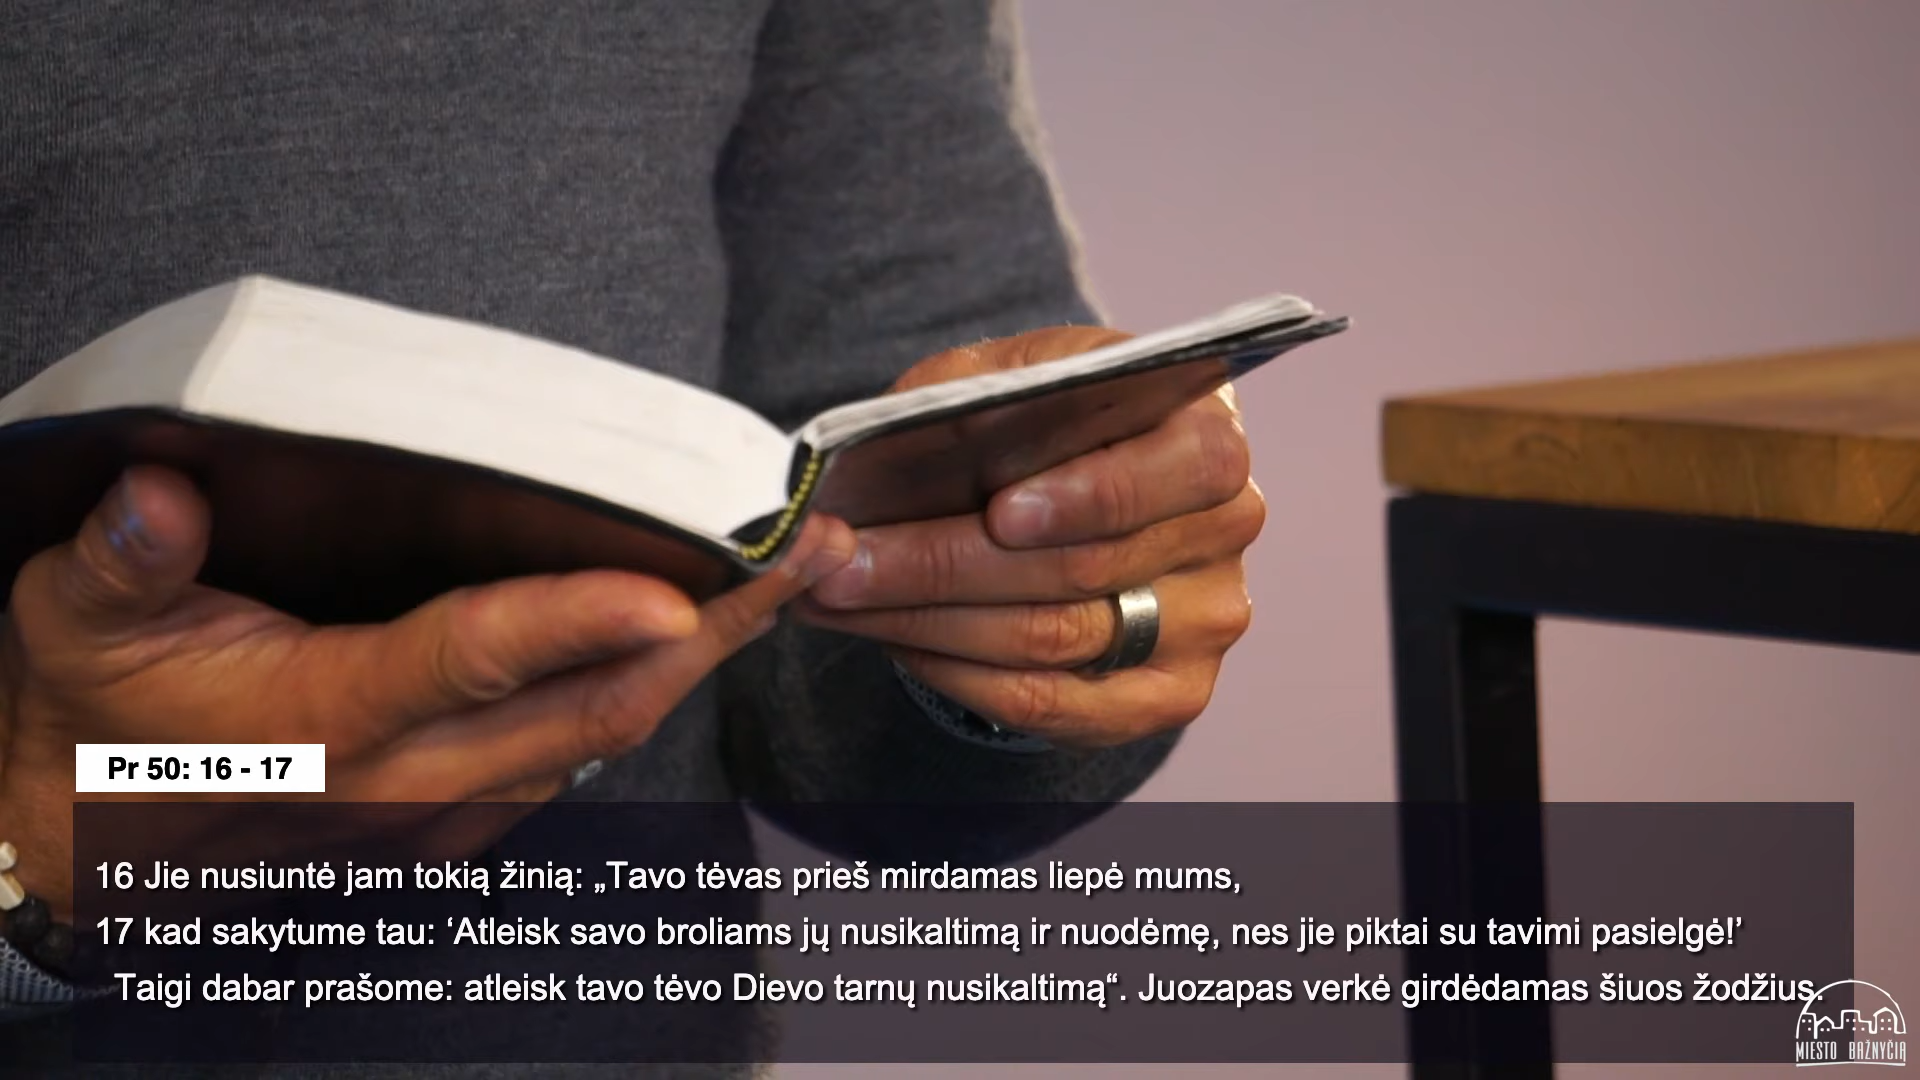 Pr 50: 16 - 17
16 Jie nusiuntė jam tokią žinią: „Tavo tėvas prieš mirdamas liepė mums,
17 kad sakytume tau: ‘Atleisk savo broliams jų nusikaltimą ir nuodėmę, nes jie piktai su tavimi pasielgė!’
Taigi dabar prašome: atleisk tavo tėvo Dievo tarnų nusikaltimą“. Juozapas verkė girdėdamas šiuos žodžius.
MIESTO BAŽNYČIA